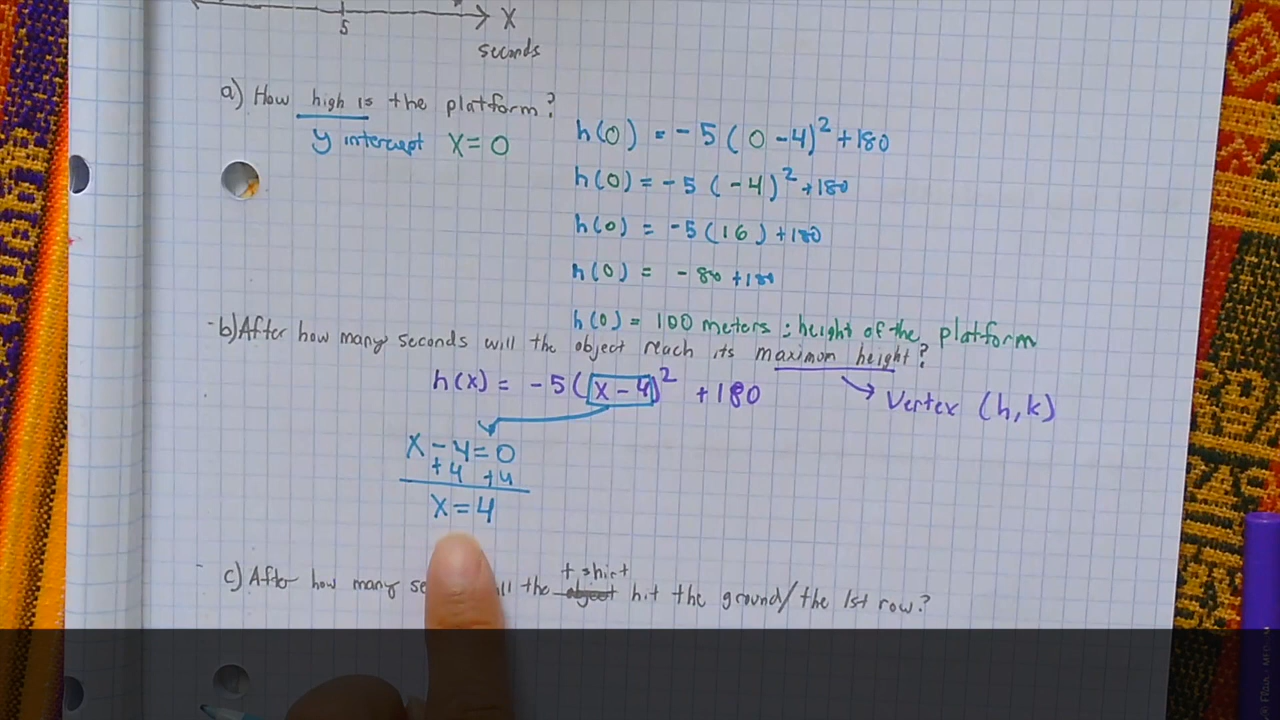 5
X
seconds
a) How high is the platform?
y intercept X=0
h(0) = -5(0-4)² +180
h(0) = -5(-4)² +180
h(0) = -5(16) +180
h(0) = -80 +180
h(0) = 100 meters : height of the platform
b) After how many seconds will the object reach its maximum height?
h(x) = -5(x-4)² +180
Vertex (h,k)
X-4=0
+4 +4
X=4
t shirt
c) After how many se ll the object hit the ground/the 1st row?